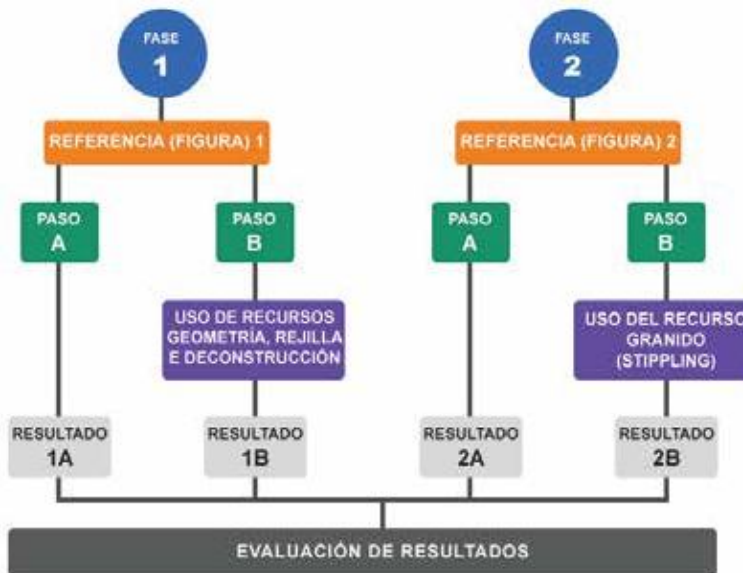 FASE
1
FASE
2
REFERENCIA (FIGURA) 1
REFERENCIA (FIGURA) 2
PASO
A
PASO
B
PASO
A
PASO
B
USO DE RECURSOS
GEOMETRÍA, REJILLA
E DECONSTRUCCIÓN
USO DEL RECURSO
GRANIDO
(STIPPLING)
RESULTADO
1A
RESULTADO
1B
RESULTADO
2A
RESULTADO
2B
EVALUACIÓN DE RESULTADOS